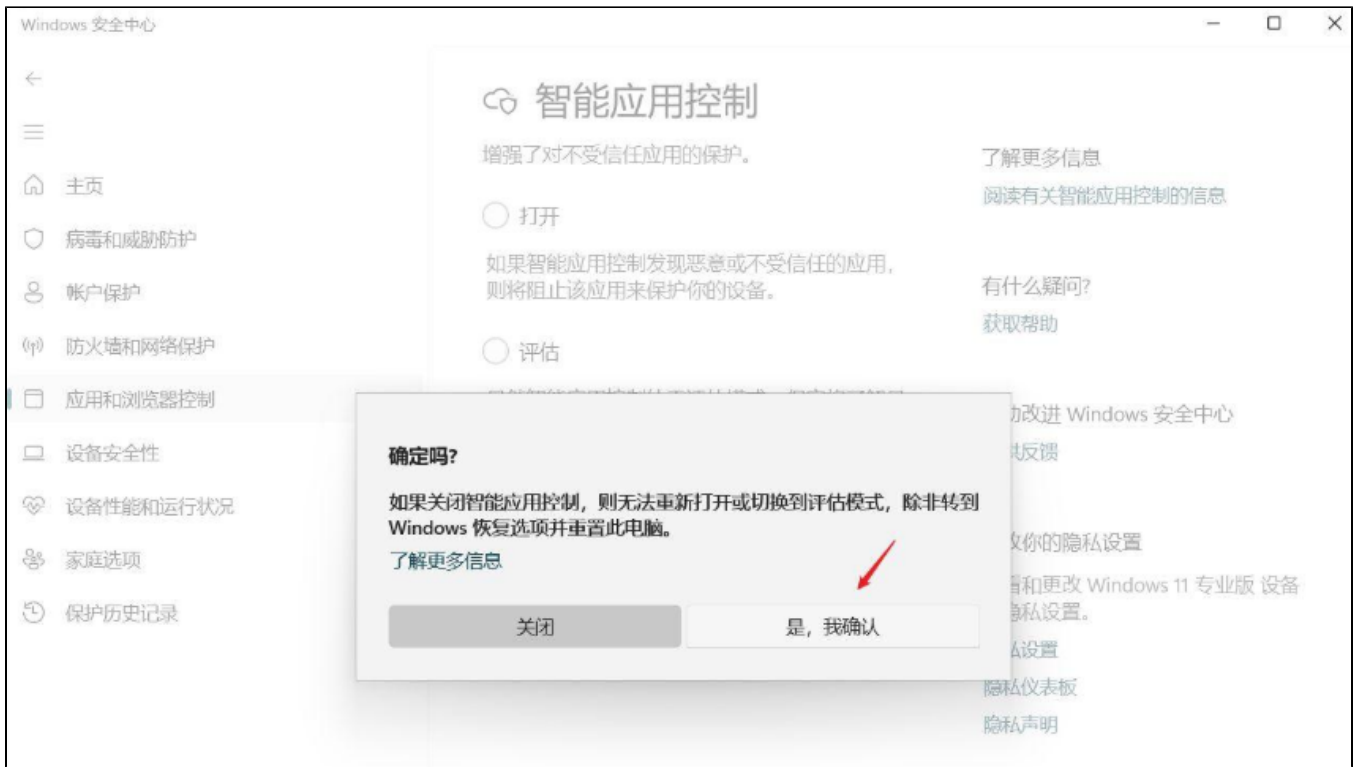 Windows 安全中心
智能应用控制
增强了对不受信任应用的保护。
打开
如果智能应用控制发现恶意或不受信任的应用，
则将阻止该应用来保护你的设备。
评估
主页
病毒和威胁防护
帐户保护
防火墙和网络保护
应用和浏览器控制
设备安全性
设备性能和运行状况
家庭选项
保护历史记录
确定吗?
如果关闭智能应用控制，则无法重新打开或切换到评估模式，除非转到
Windows 恢复选项并重置此电脑。
了解更多信息
关闭
是，我确认
了解更多信息
阅读有关智能应用控制的信息
有什么疑问?
获取帮助
改进 Windows 安全中心
反馈
你的隐私设置
和更改 Windows 11 专业版 设备
私设置。
设置
隐私仪表板
隐私声明